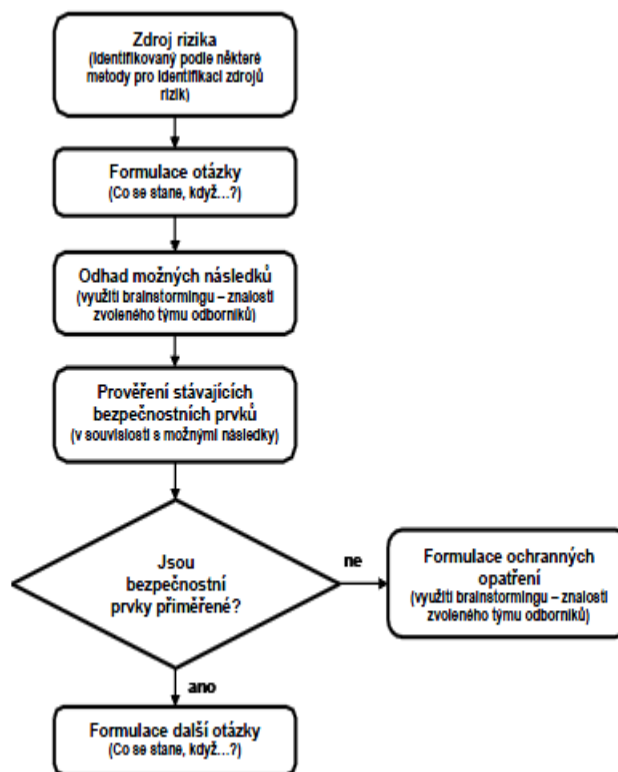 Zdroj rizika
(identifikovaný podle některé
metody pro identifikaci zdrojů
rizik)
Formulace otázky
(Co se stane, když...?)
Odhad možných následků
(využití brainstormingu – znalosti
zvoleného týmu odborníků)
Prověření stávajících
bezpečnostních prvků
(v souvislosti s možnými následky)
Jsou
bezpečnostní
prvky přiměřené?
ne
Formulace ochranných
opatření
(využití brainstormingu – znalosti
zvoleného týmu odborníků)
ano
Formulace další otázky
(Co se stane, když...?)